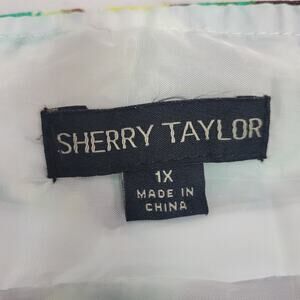 SHERRY TAYLOR
1X
MADE IN
CHINA